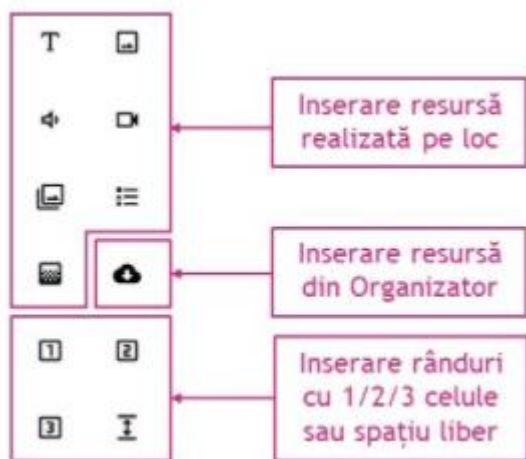 T
Inserare resursă
realizată pe loc
Inserare resursă
din Organizator
1 2
3
Inserare rânduri
cu 1/2/3 celule
sau spațiu liber